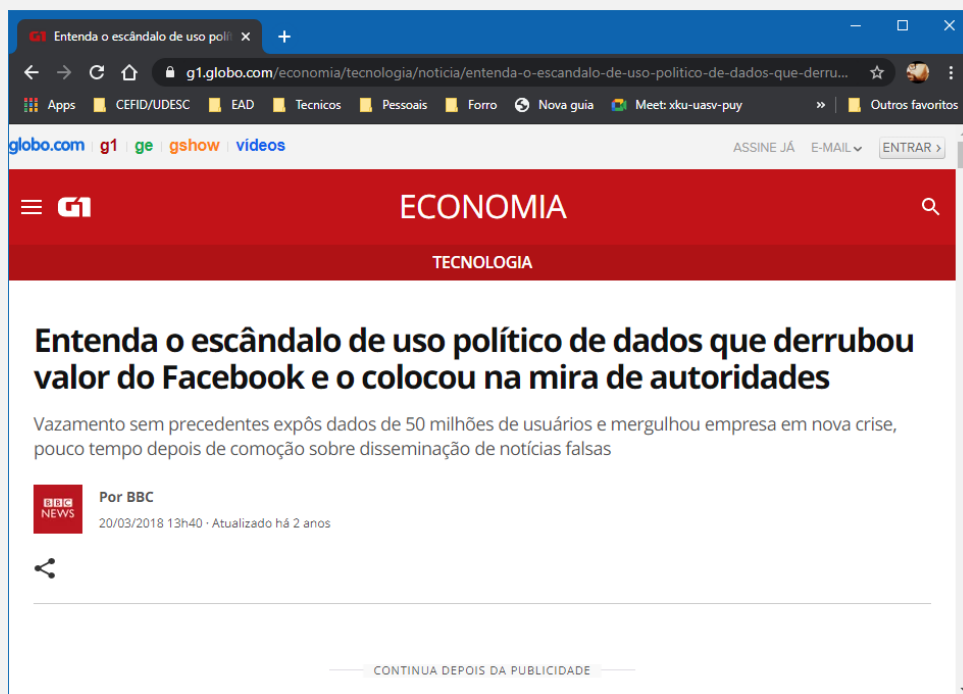 G1 Entenda o escândalo de uso polí
g1.globo.com/economia/tecnologia/noticia/entenda-o-escandalo-de-uso-politico-de-dados-que-derru...
Apps CEFID/UDESC EAD Tecnicos Pessoais Forro Nova guia Meet: xku-uasv-puy » Outros favoritos
globo.com g1 ge gshow vídeos ASSINE JÁ E-MAIL ENTRAR
G1 ECONOMIA
TECNOLOGIA
Entenda o escândalo de uso político de dados que derrubou
valor do Facebook e o colocou na mira de autoridades
Vazamento sem precedentes expôs dados de 50 milhões de usuários e mergulhou empresa em nova crise,
pouco tempo depois de comoção sobre disseminação de notícias falsas
BBC
NEWS
Por BBC
20/03/2018 13h40 · Atualizado há 2 anos
CONTINUA DEPOIS DA PUBLICIDADE